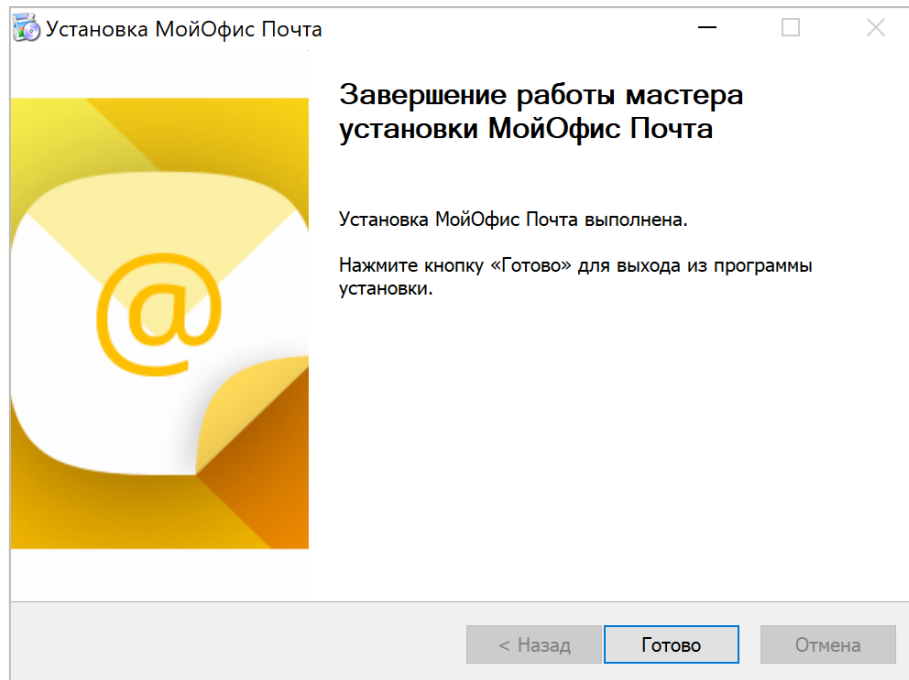 Установка МойОфис Почта
Завершение работы мастера
установки МойОфис Почта
Установка МойОфис Почта выполнена.
Нажмите кнопку «Готово» для выхода из программы
установки.
@
< Назад
Готово
Отмена